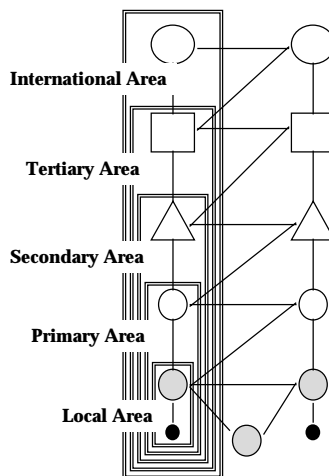 International Area
Tertiary Area
Secondary Area
Primary Area
Local Area